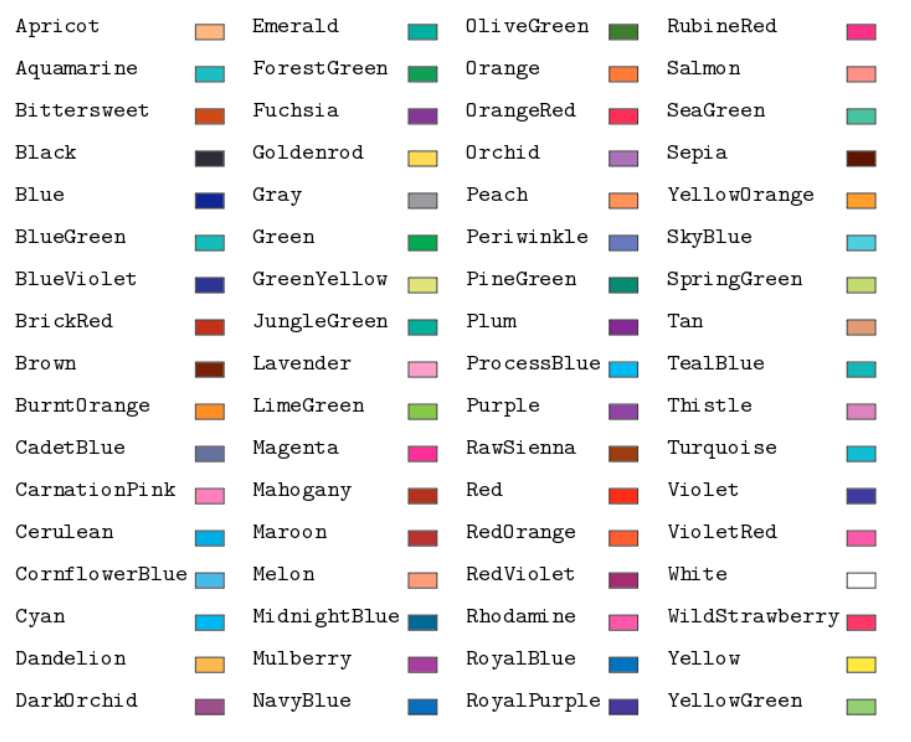 Apricot Emerald OliveGreen RubineRed
Aquamarine ForestGreen Orange Salmon
Bittersweet Fuchsia OrangeRed SeaGreen
Black Goldenrod Orchid Sepia
Blue Gray Peach YellowOrange
BlueGreen Green Periwinkle SkyBlue
BlueViolet GreenYellow PineGreen SpringGreen
BrickRed JungleGreen Plum Tan
Brown Lavender ProcessBlue TealBlue
BurntOrange LimeGreen Purple Thistle
CadetBlue Magenta RawSienna Turquoise
CarnationPink Mahogany Red Violet
Cerulean Maroon RedOrange VioletRed
CornflowerBlue Melon RedViolet White
Cyan MidnightBlue Rhodamine WildStrawberry
Dandelion Mulberry RoyalBlue Yellow
DarkOrchid NavyBlue RoyalPurple YellowGreen